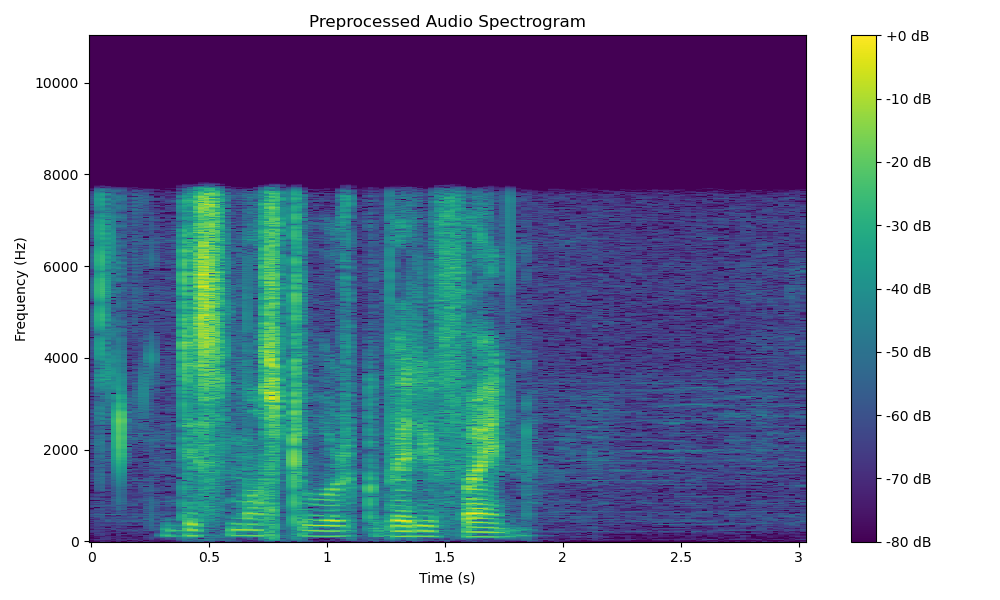 Preprocessed Audio Spectrogram
Frequency (Hz)
10000
8000
6000
4000
2000
0
0
0.5
1
1.5
2
2.5
3
Time (s)
+0 dB
-10 dB
-20 dB
-30 dB
-40 dB
-50 dB
-60 dB
-70 dB
-80 dB